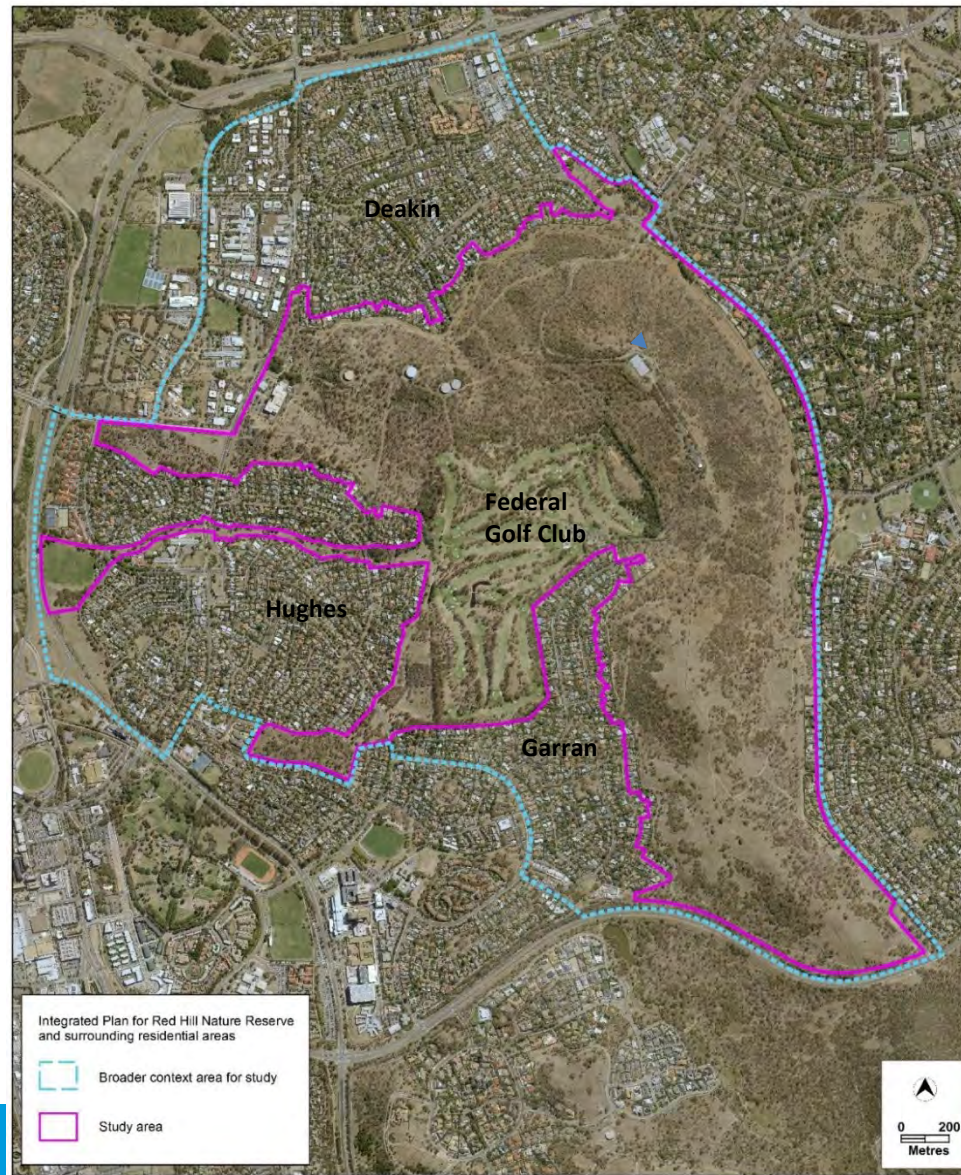 Deakin
Federal
Golf Club
Hughes
Garran
Integrated Plan for Red Hill Nature Reserve
and surrounding residential areas
Broader context area for study
Study area
0 200
Metres